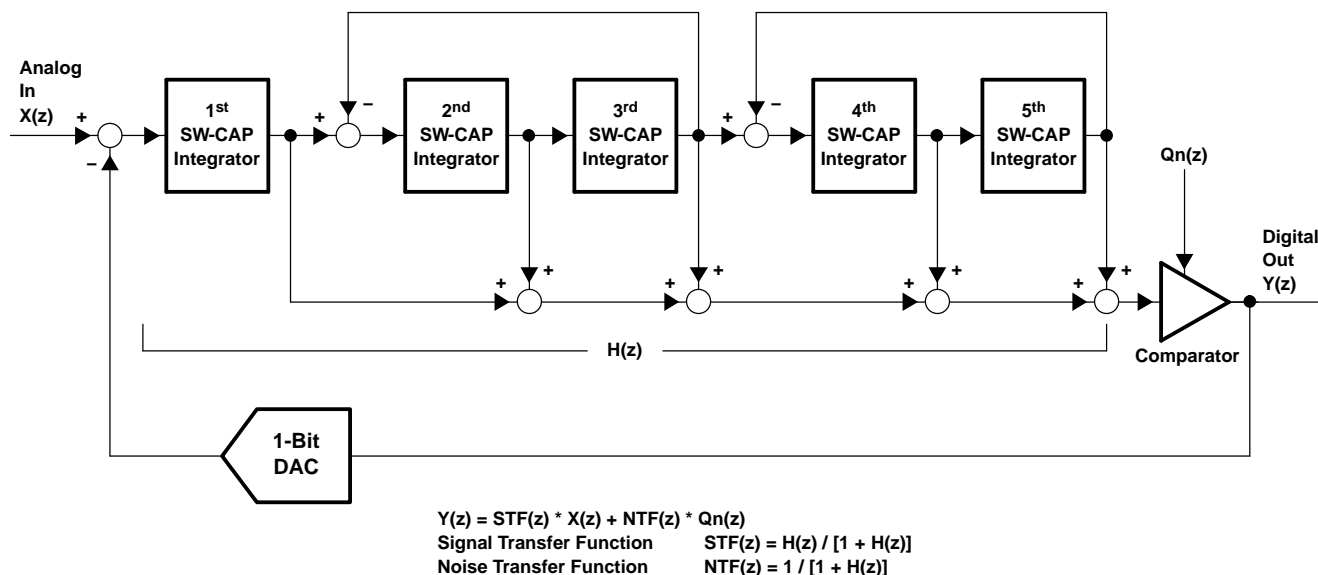 Analog
In
X(z)
+
−
1st
SW-CAP
Integrator
+
−
2nd
SW-CAP
Integrator
3rd
SW-CAP
Integrator
+
−
4th
SW-CAP
Integrator
5th
SW-CAP
Integrator
Qn(z)
Digital
Out
Y(z)
+
+
+
+
+
+
+
+
Comparator
H(z)
1-Bit
DAC
Y(z) = STF(z) * X(z) + NTF(z) * Qn(z)
Signal Transfer Function STF(z) = H(z) / [1 + H(z)]
Noise Transfer Function NTF(z) = 1 / [1 + H(z)]